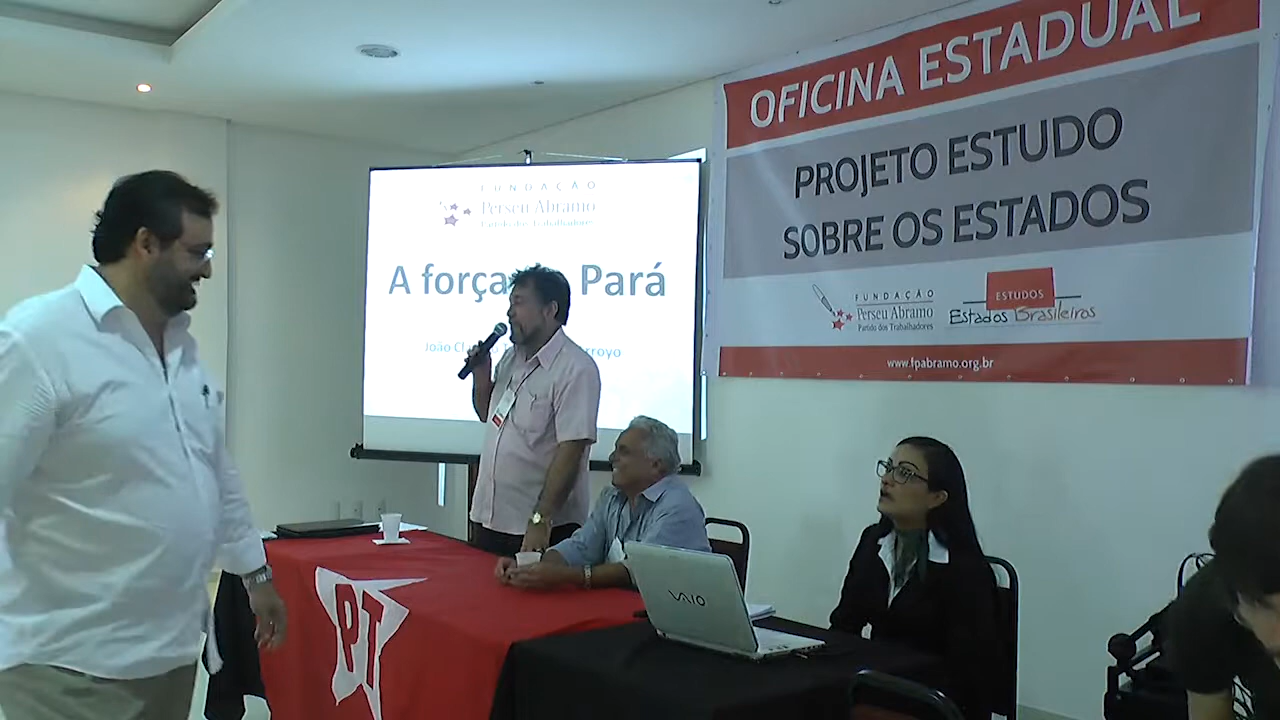 OFICINA ESTADUAL
PROJETO ESTUDO
SOBRE OS ESTADOS
FUNDAÇÃO
Perseu Abramo
Partido dos Trabalhadores
ESTUDOS
Estados Brasileiros
www.fpabramo.org.br
FUNDAÇÃO
Perseu Abramo
Partido dos Trabalhadores
A força Pará
João
PT
VAIO